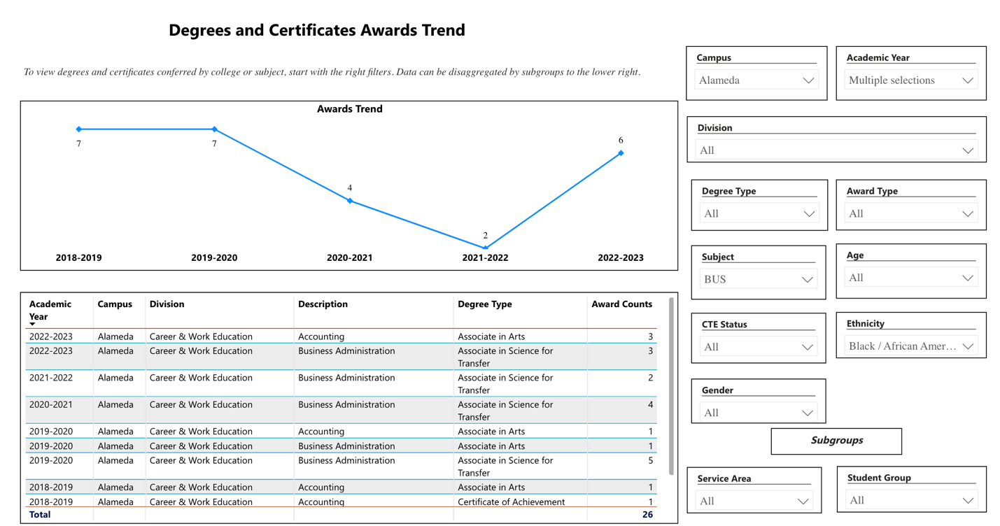 Degrees and Certificates Awards Trend
To view degrees and certificates conferred by college or subject, start with the right filters. Data can be disaggregated by subgroups to the lower right.
Awards Trend
7
7
4
2
6
2018-2019
2019-2020
2020-2021
2021-2022
2022-2023
Academic Year Campus Division Description Degree Type Award Counts
2022-2023 Alameda Career & Work Education Accounting Associate in Arts 3
2022-2023 Alameda Career & Work Education Business Administration Associate in Science for Transfer 3
2021-2022 Alameda Career & Work Education Business Administration Associate in Science for Transfer 2
2020-2021 Alameda Career & Work Education Business Administration Associate in Science for Transfer 4
2019-2020 Alameda Career & Work Education Accounting Associate in Arts 1
2019-2020 Alameda Career & Work Education Business Administration Associate in Arts 1
2019-2020 Alameda Career & Work Education Business Administration Associate in Science for Transfer 5
2018-2019 Alameda Career & Work Education Accounting Associate in Arts 1
2018-2019 Alameda Career & Work Education Accounting Certificate of Achievement 1
Total 26
Campus
Alameda
Academic Year
Multiple selections
Division
All
Degree Type
All
Award Type
All
Subject
BUS
Age
All
CTE Status
All
Ethnicity
Black / African Amer...
Gender
All
Subgroups
Service Area
All
Student Group
All